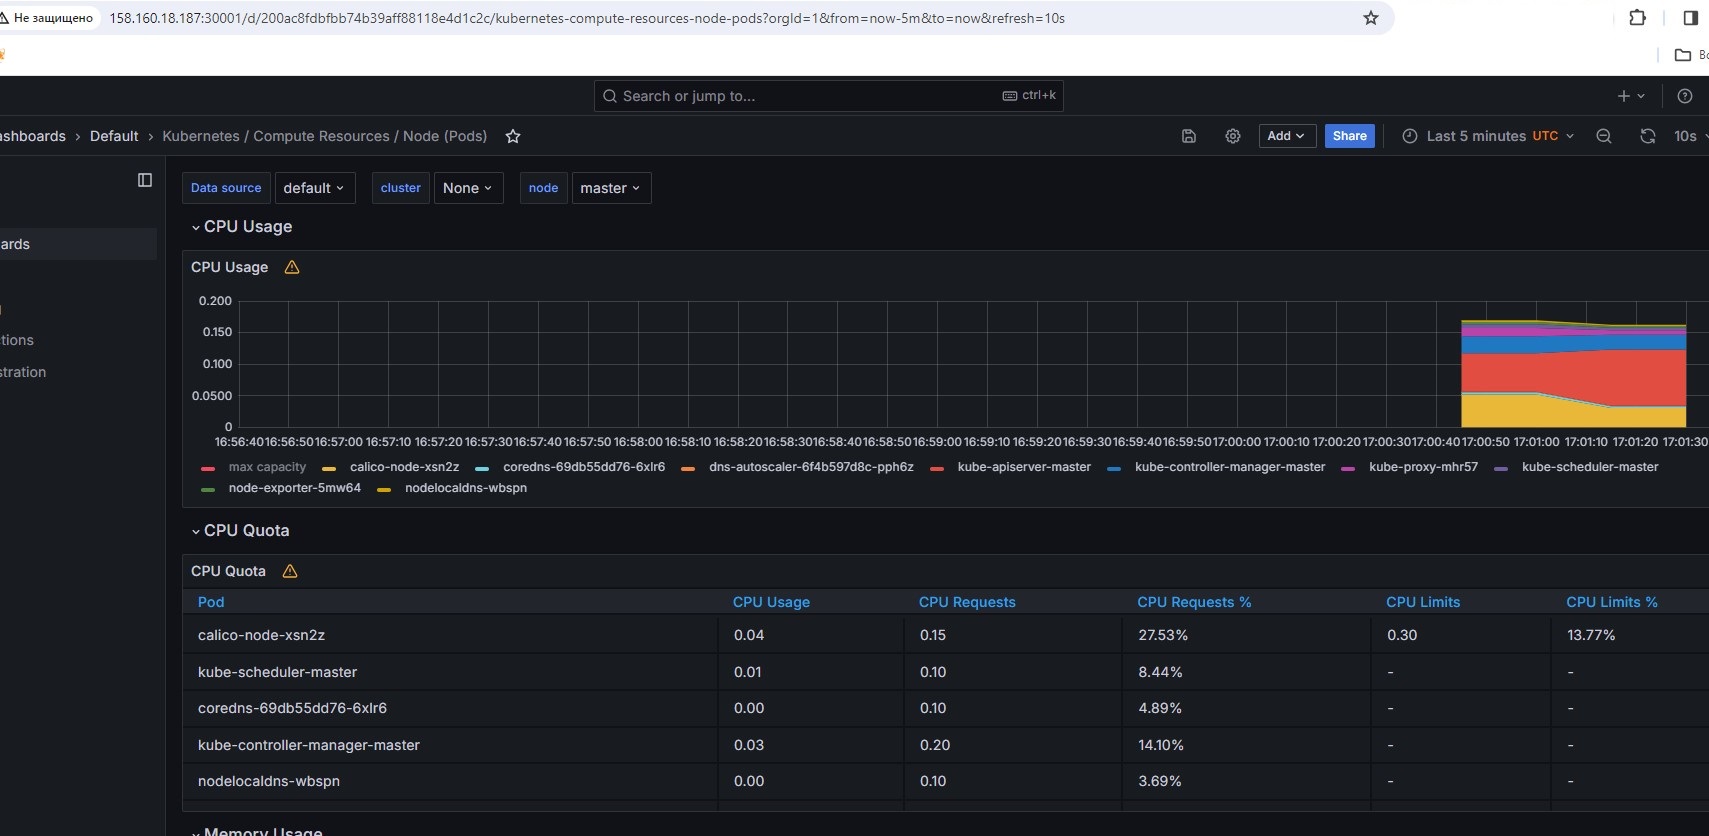 Не защищено 158.160.18.187:30001/d/200ac8fdbfbb74b39aff88118e4d1c2c/kubernetes-compute-resources-node-pods?orgId=1&from=now-5m&to=now&refresh=10s
Search or jump to... ctrl+k
ashboards › Default › Kubernetes / Compute Resources / Node (Pods) Add Share Last 5 minutes UTC 10s
Data source default cluster None node master
CPU Usage
ards
CPU Usage
0.200
0.150
0.100
0.0500
0
tions
stration
16:56:40 16:56:50 16:57:00 16:57:10 16:57:20 16:57:30 16:57:40 16:57:50 16:58:00 16:58:10 16:58:20 16:58:30 16:58:40 16:58:50 16:59:00 16:59:10 16:59:20 16:59:30 16:59:40 16:59:50 17:00:00 17:00:10 17:00:20 17:00:30 17:00:40 17:00:50 17:01:00 17:01:10 17:01:20 17:01:30
max capacity calico-node-xsn2z coredns-69db55dd76-6xlr6 dns-autoscaler-6f4b597d8c-pph6z kube-apiserver-master kube-controller-manager-master kube-proxy-mhr57 kube-scheduler-master
node-exporter-5mw64 nodelocaldns-wbspn
CPU Quota
CPU Quota
Pod CPU Usage CPU Requests CPU Requests % CPU Limits CPU Limits %
calico-node-xsn2z 0.04 0.15 27.53% 0.30 13.77%
kube-scheduler-master 0.01 0.10 8.44% - -
coredns-69db55dd76-6xlr6 0.00 0.10 4.89% - -
kube-controller-manager-master 0.03 0.20 14.10% - -
nodelocaldns-wbspn 0.00 0.10 3.69% - -
Memory Usage